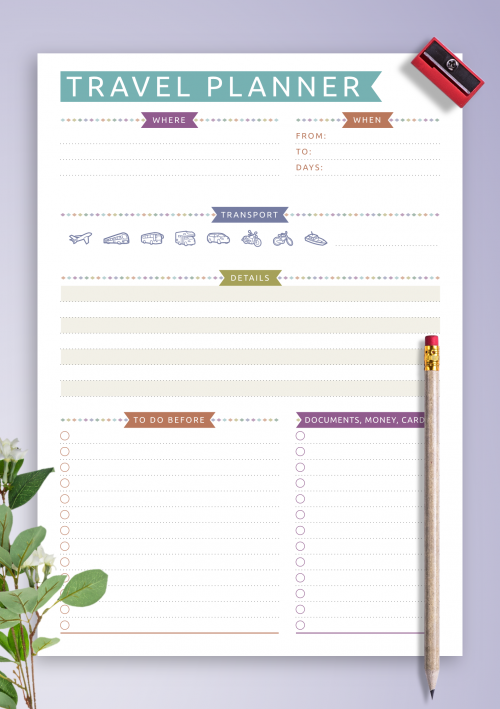 TRAVEL PLANNER
WHERE
WHEN
FROM:
TO:
DAYS:
TRANSPORT
DETAILS
TO DO BEFORE
DOCUMENTS, MONEY, CARD